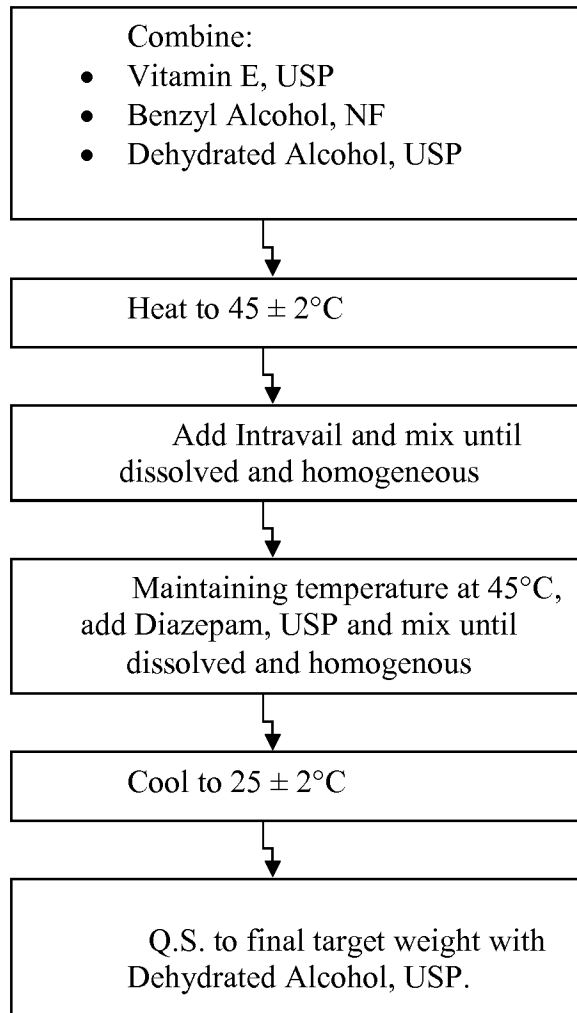 Combine:
• Vitamin E, USP
• Benzyl Alcohol, NF
• Dehydrated Alcohol, USP
Heat to 45 ± 2°C
Add Intravail and mix until
dissolved and homogeneous
Maintaining temperature at 45°C,
add Diazepam, USP and mix until
dissolved and homogenous
Cool to 25 ± 2°C
Q.S. to final target weight with
Dehydrated Alcohol, USP.